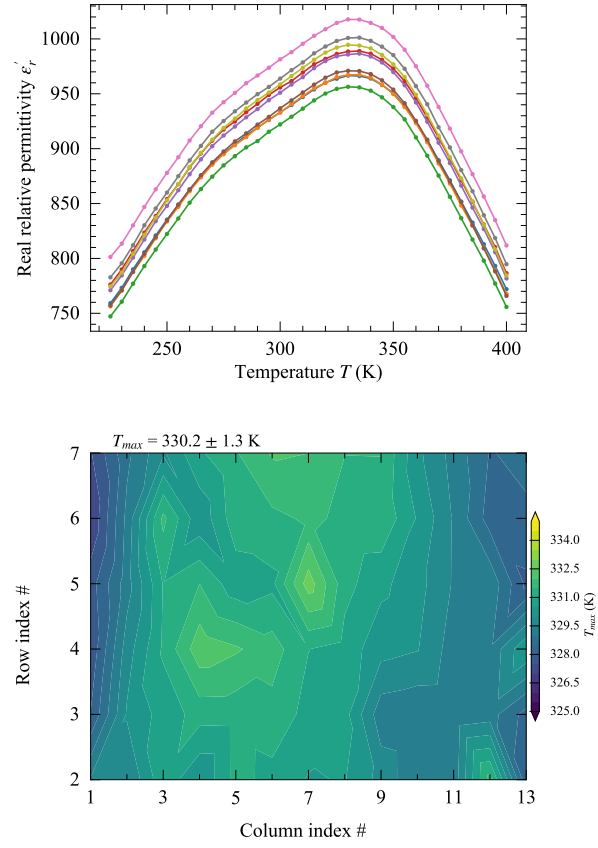 1000
950
900
850
800
750
Real relative permittivity ε′r
250 300 350 400
Temperature T (K)
Tmax = 330.2 ± 1.3 K
7
6
5
4
3
2
Row index #
1 3 5 7 9 11 13
Column index #
334.0
332.5
331.0
329.5
328.0
326.5
325.0
Tmax (K)